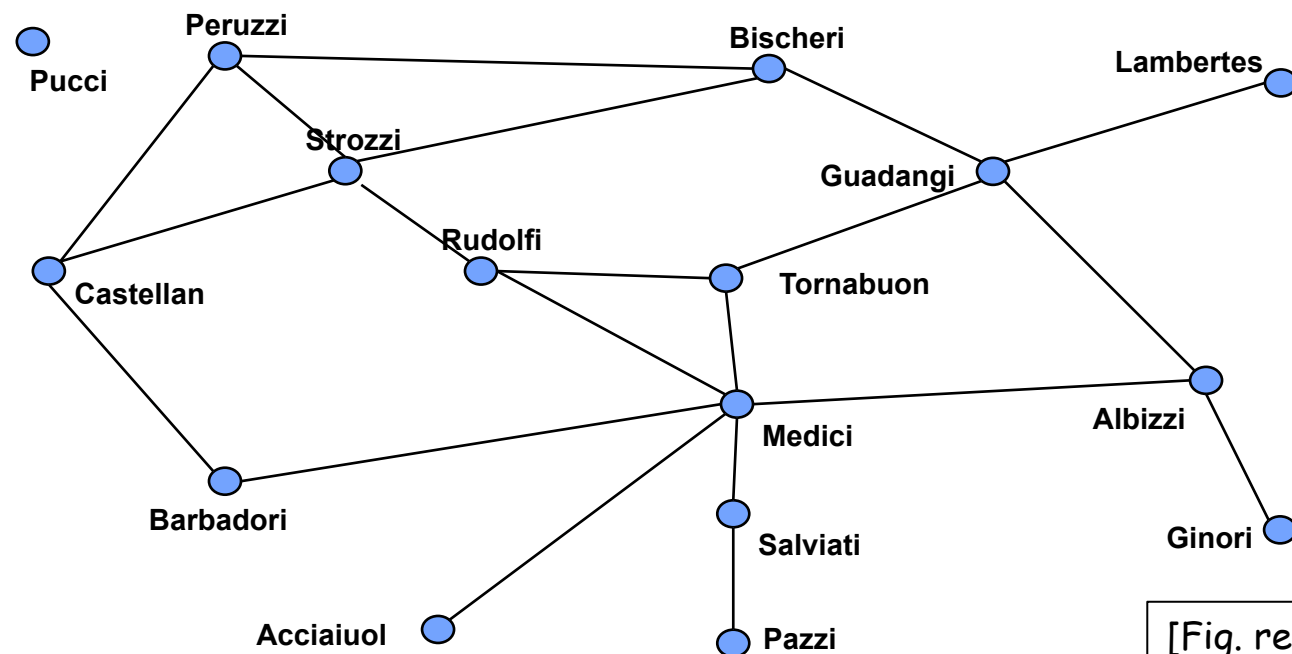 Peruzzi
Bischeri
Lambertes
Pucci
Strozzi
Guadangi
Rudolfi
Castellan
Tornabuon
Medici
Albizzi
Barbadori
Salviati
Ginori
Acciaiuol
Pazzi
[Fig. re